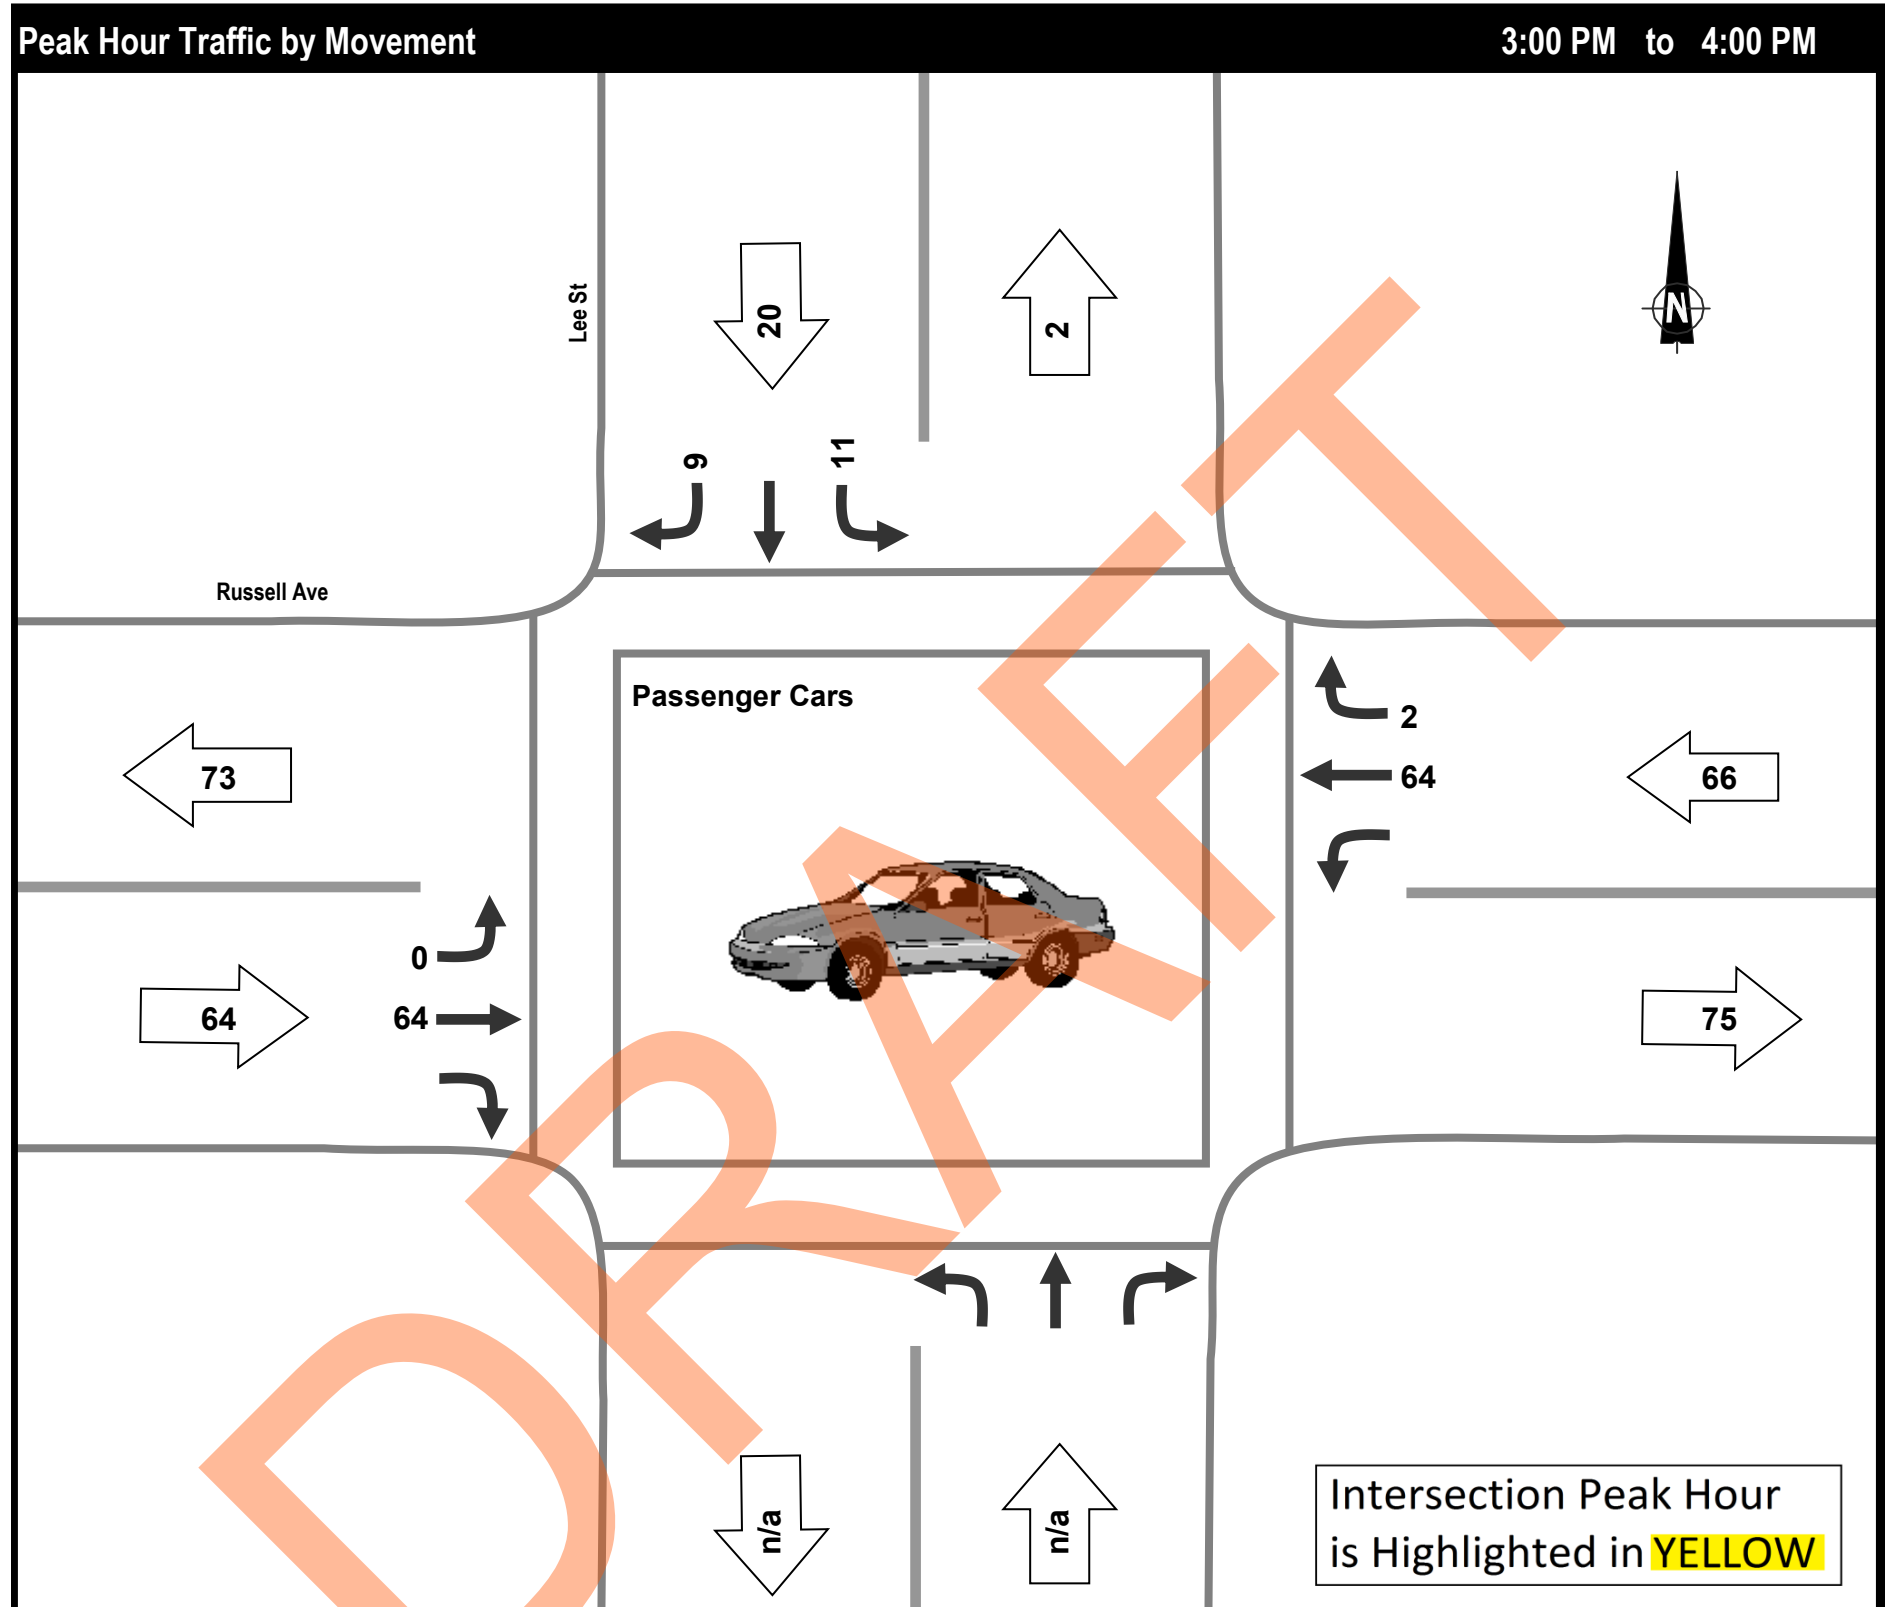 Peak Hour Traffic by Movement 3:00 PM to 4:00 PM
Lee St
20
2
N
9
11
Russell Ave
Passenger Cars
2
73
64
66
0
64
64
75
n/a
n/a
Intersection Peak Hour
is Highlighted in YELLOW
DRAFT